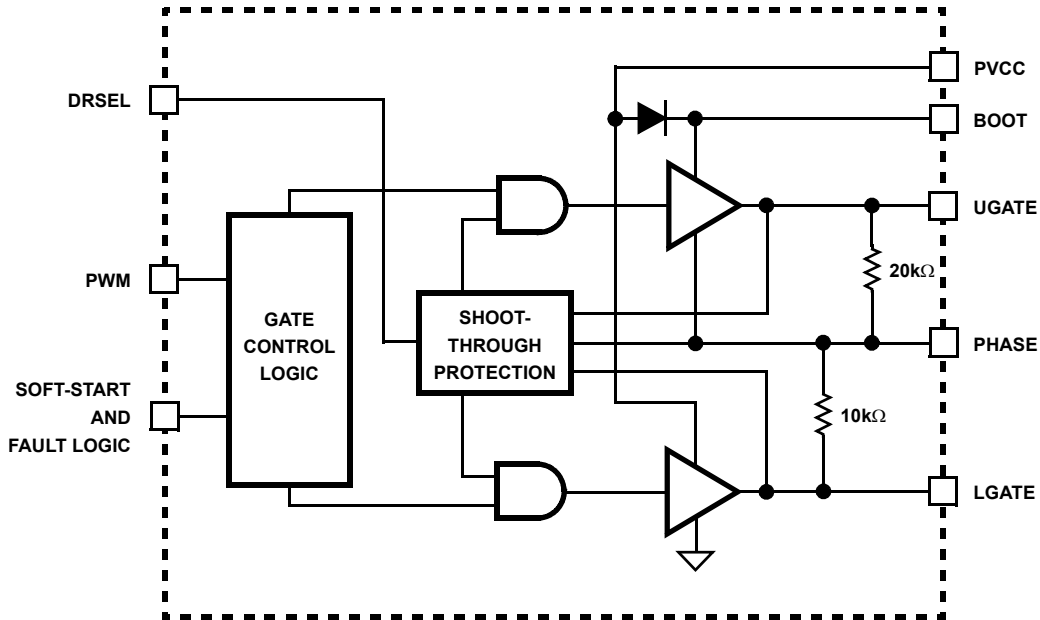 DRSEL
PWM
SOFT-START
AND
FAULT LOGIC
GATE
CONTROL
LOGIC
SHOOT-
THROUGH
PROTECTION
20kΩ
10kΩ
PVCC
BOOT
UGATE
PHASE
LGATE